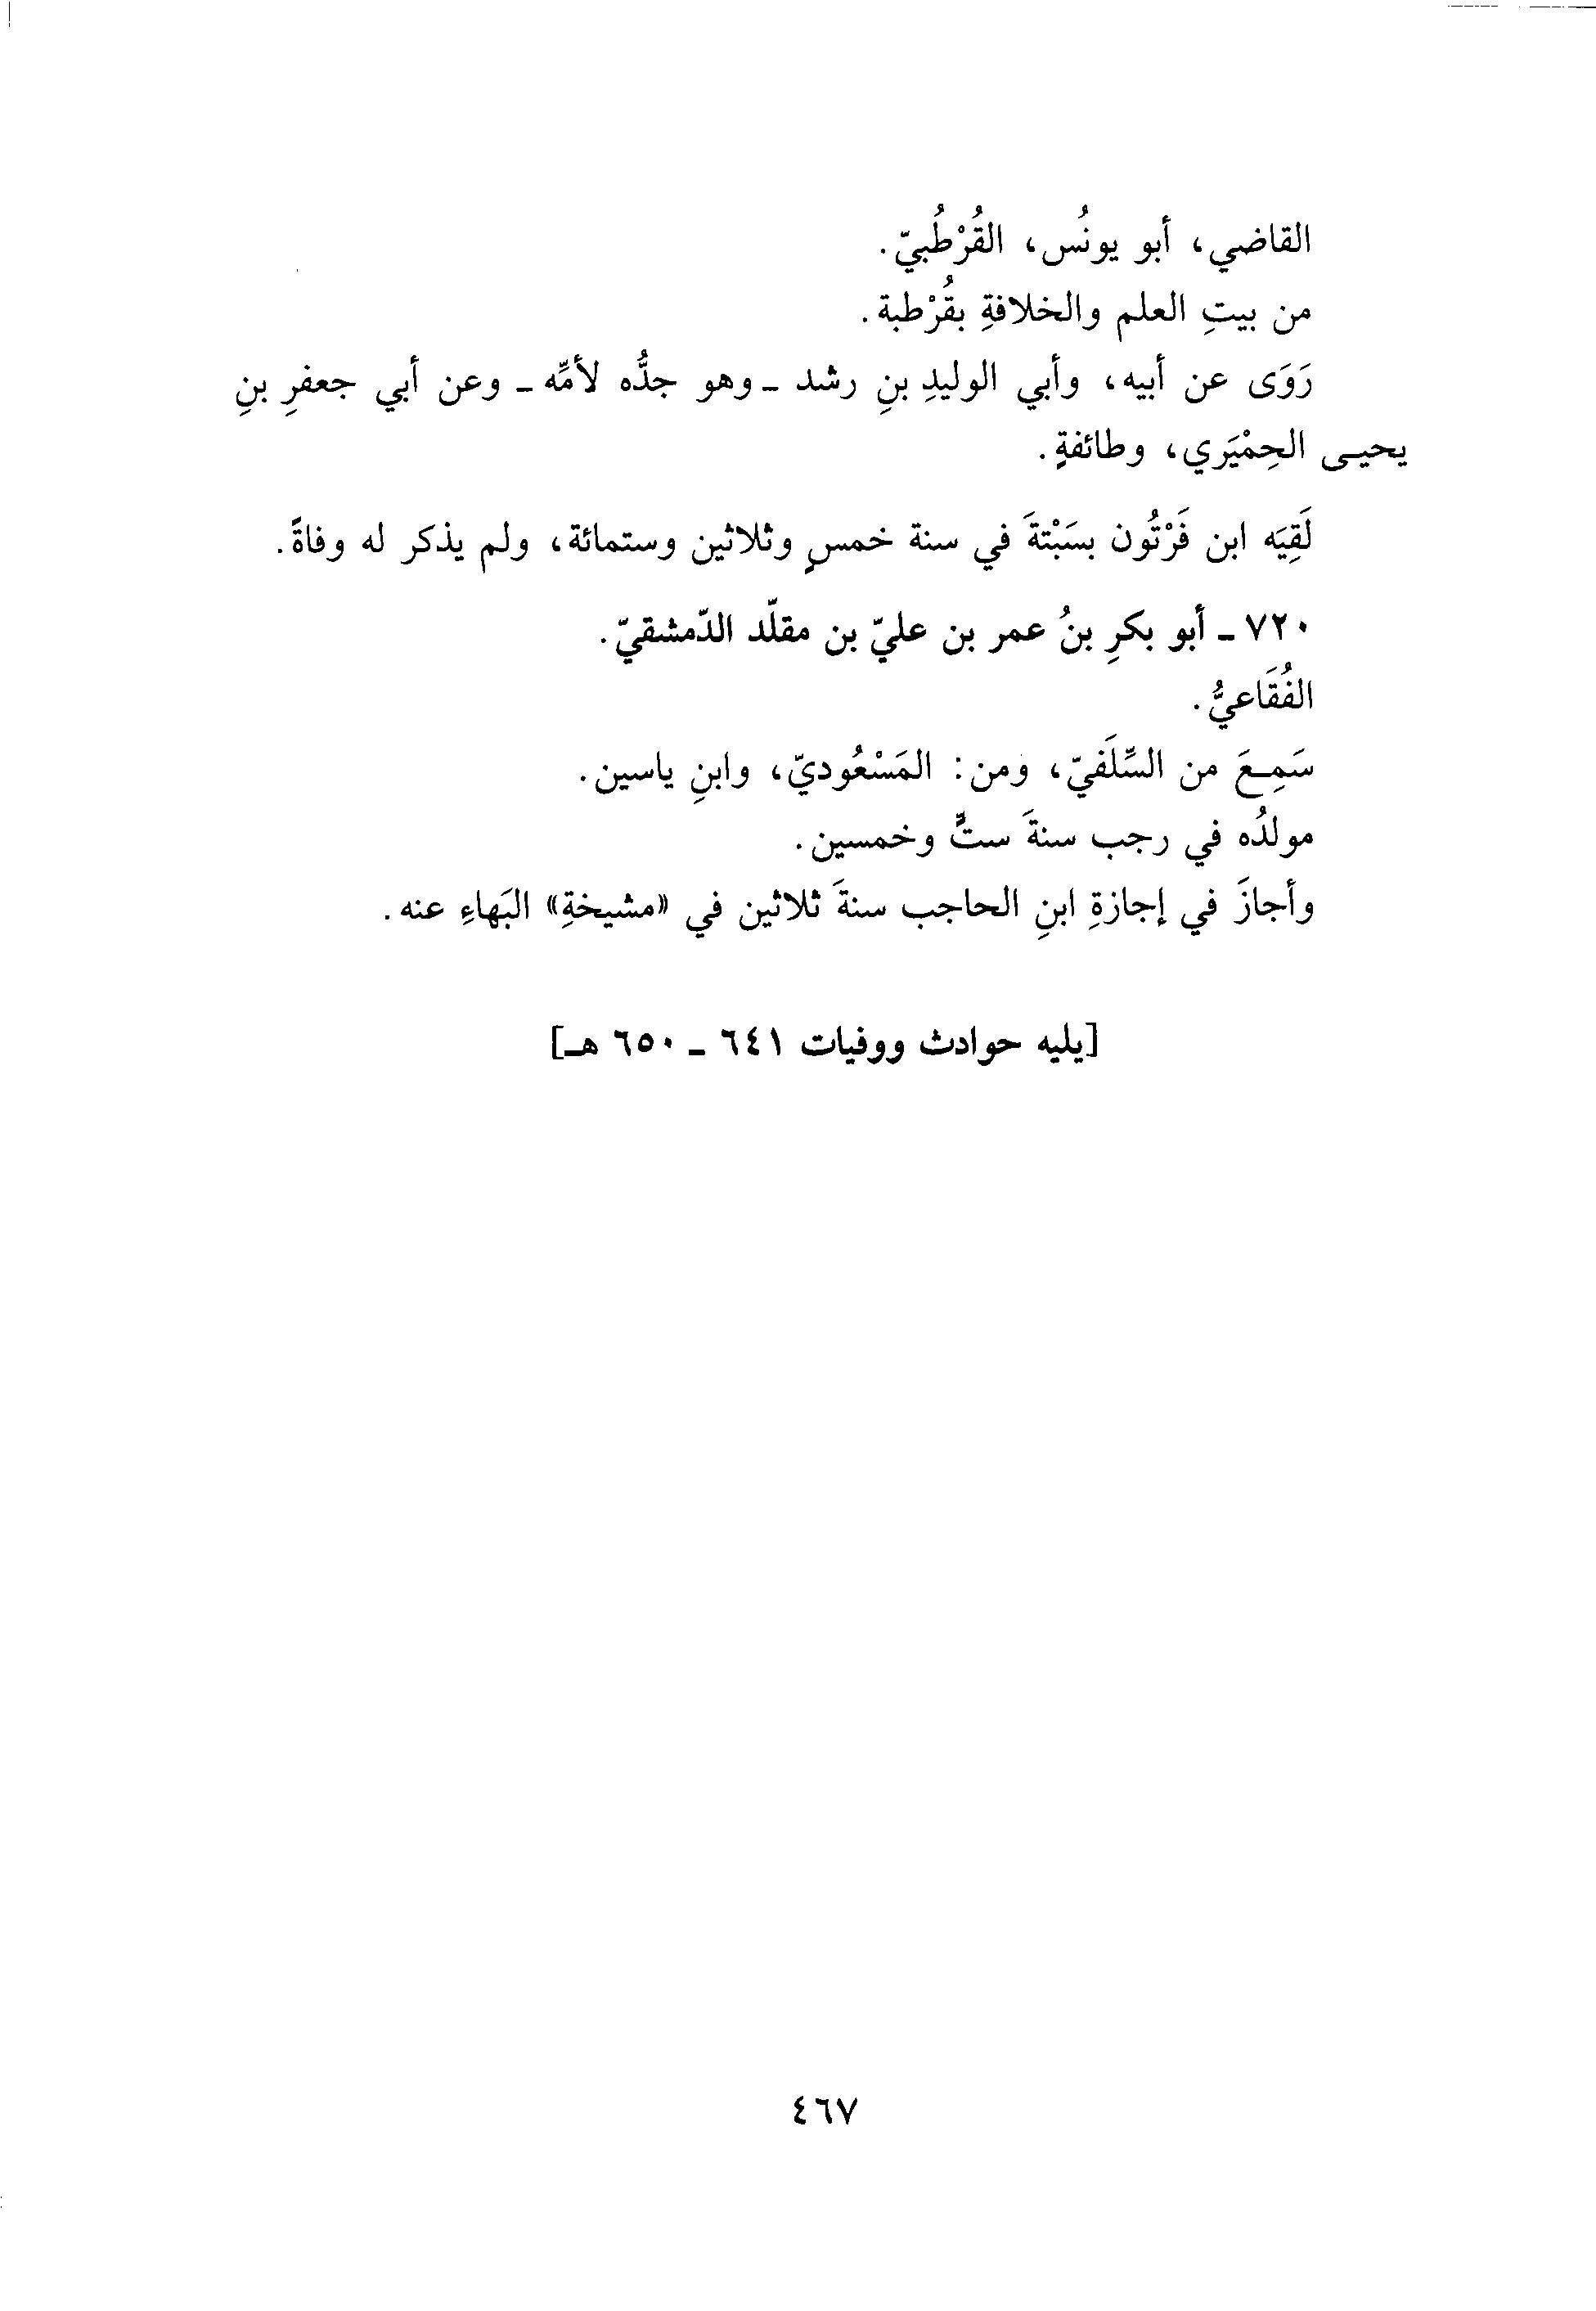 القاضي، أبو يونُس، القُرْطُبيّ.
من بيتِ العلم والخلافةِ بقُرْطبة.
رَوَى عن أبيه، وأبي الوليدِ بنِ رشد - وهو جدُّه لأمِّه - وعن أبي جعفرِ بنِ
يحيـى الحِمْيَري، وطائفةٍ.
لَقِيَه ابن فَرْتُون بسَبْتةَ في سنة خمسٍ وثلاثين وستمائة، ولم يذكر له وفاةً.
٧٢٠ - أبو بكرِ بنُ عمر بن عليّ بن مقلّد الدّمشقيّ.
الفُقَاعيُّ.
سَمِـعَ من السِّلَفيّ، ومن: المَسْعُوديّ، وابنِ ياسين.
مولدُه في رجب سنةَ ستٍّ وخمسين.
وأجازَ في إجازةِ ابنِ الحاجب سنةَ ثلاثين في «مشيخةِ» البَهاءِ عنه.
[يليه حوادث ووفيات ٦٤١ - ٦٥٠ هـ]
٤٦٧